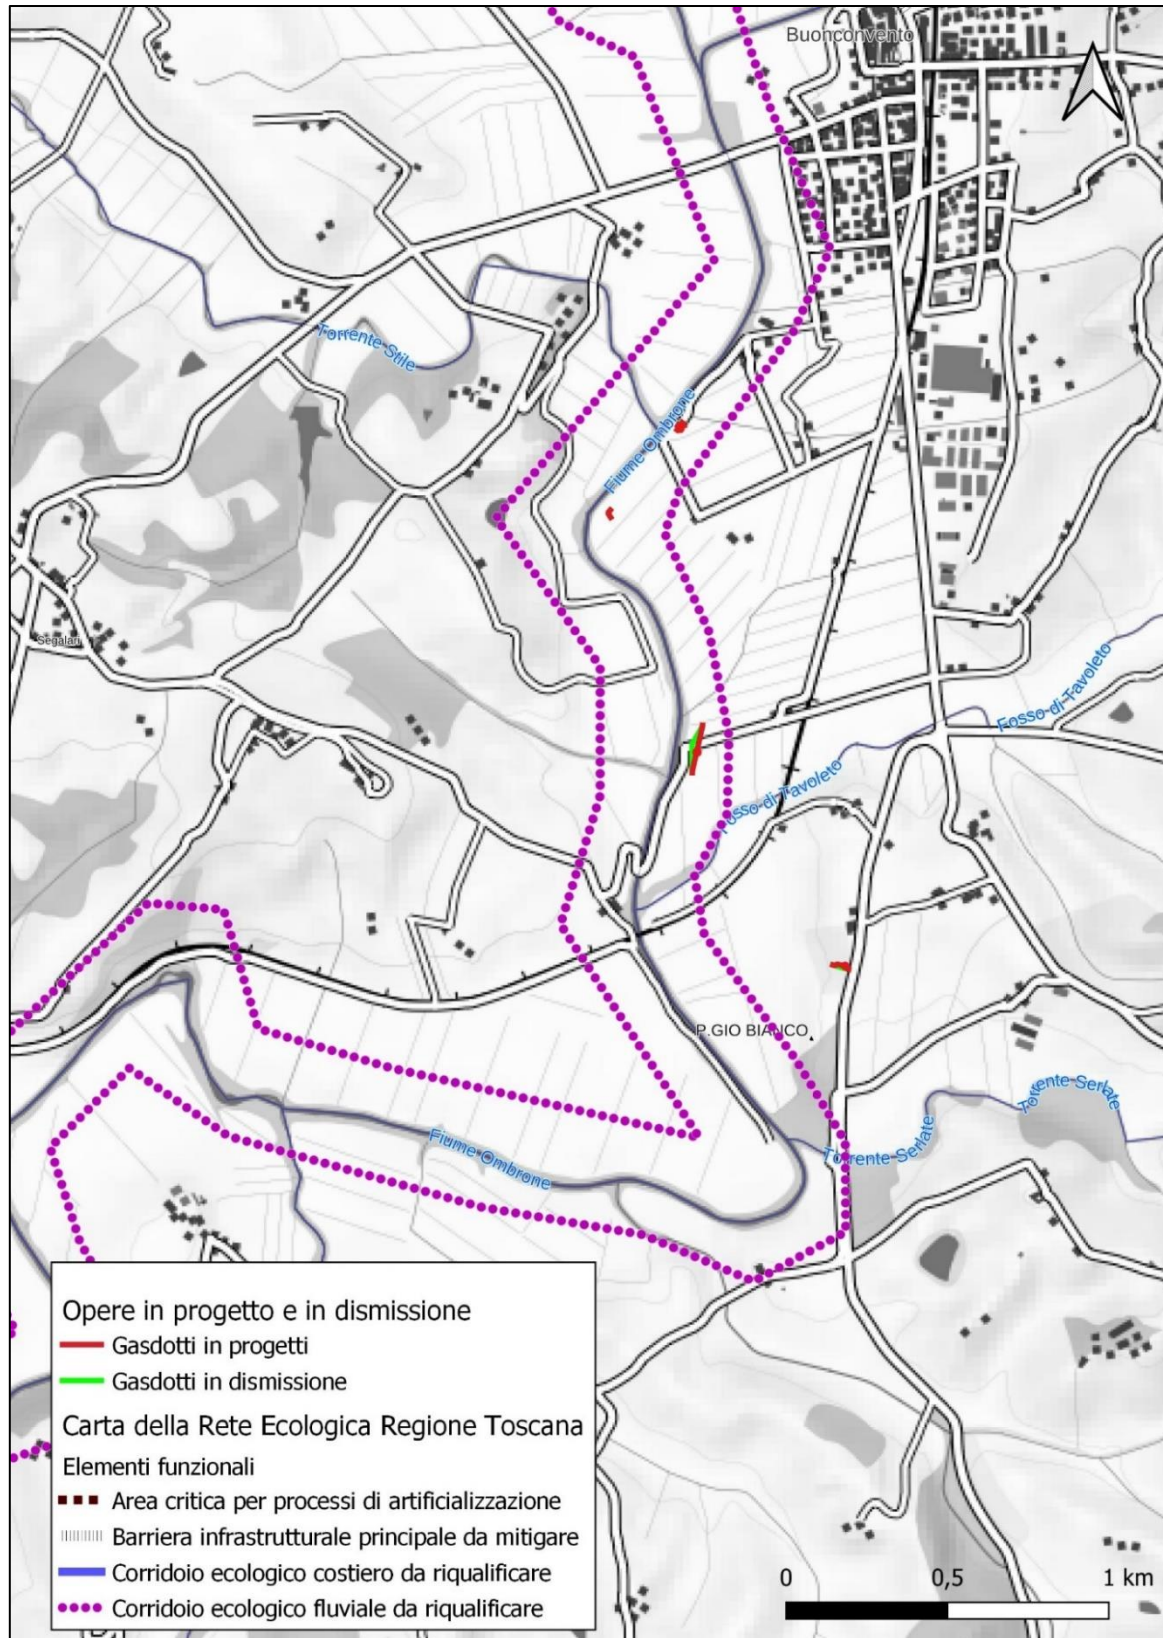 Buonconvento
Torrente Stile
Fiume Ombrone
Segalari
Fosso di Tavoleto
Fosso di Tavoleto
P.GIO BIANCO
Torrente Serlate
Torrente Serlate
Fiume Ombrone
Opere in progetto e in dismissione
Gasdotti in progetti
Gasdotti in dismissione
Carta della Rete Ecologica Regione Toscana
Elementi funzionali
Area critica per processi di artificializzazione
Barriera infrastrutturale principale da mitigare
Corridoio ecologico costiero da riqualificare
Corridoio ecologico fluviale da riqualificare
0 0,5 1 km